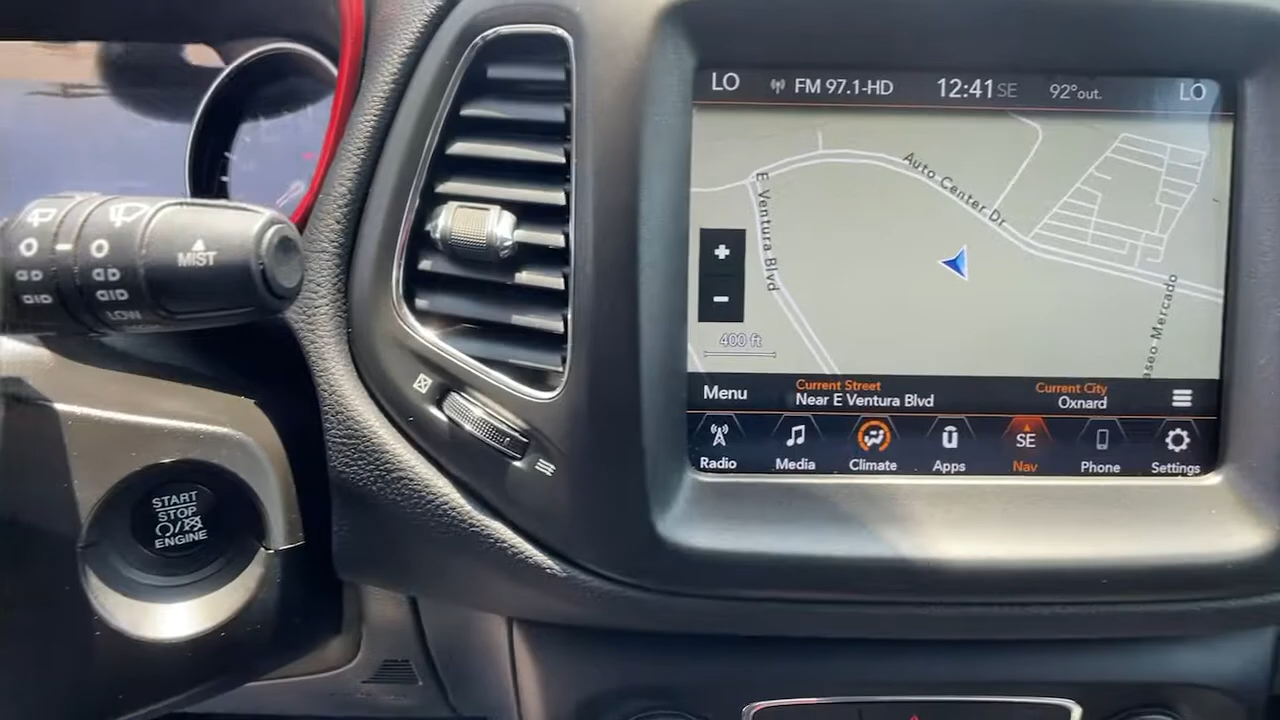 LO FM 97.1-HD 12:41 SE 92°out. LO
Auto Center Dr
E Ventura Blvd
aseo Mercado
+
−
400 ft
Menu
Current Street
Near E Ventura Blvd
Current City
Oxnard
SE
Radio Media Climate Apps Nav Phone Settings
MIST
LOW
START
STOP
ENGINE